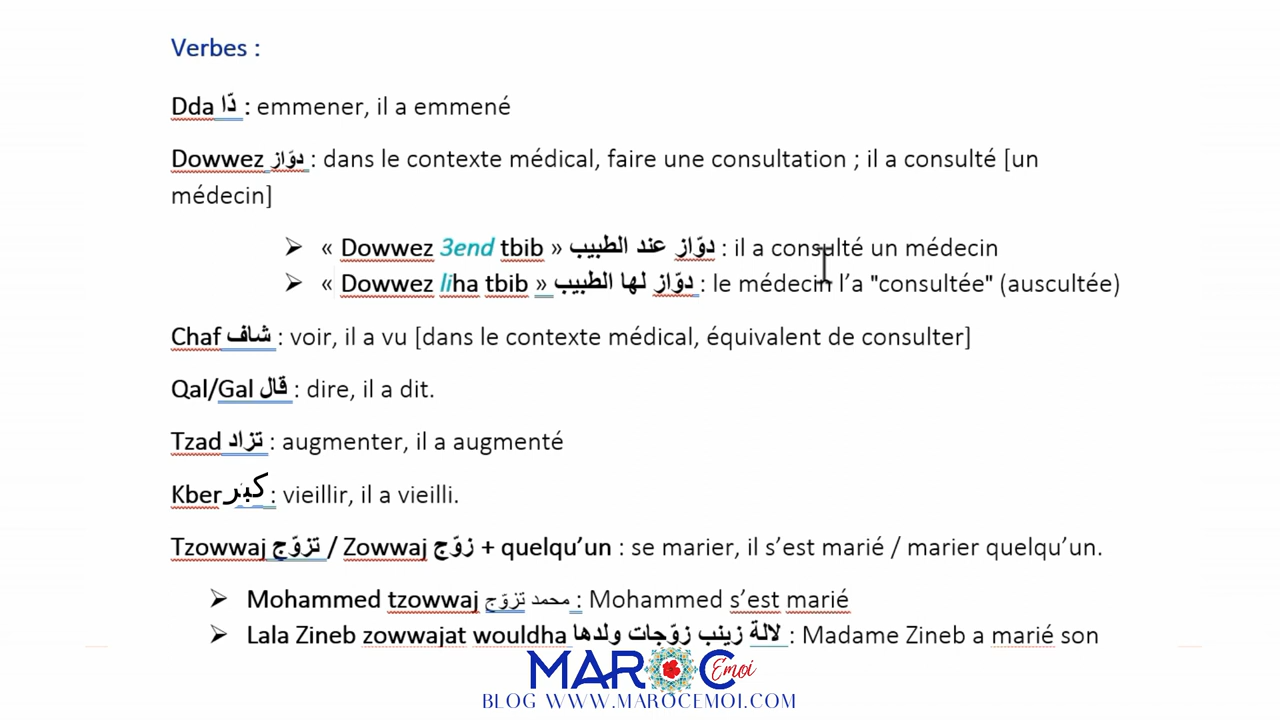 Verbes :
Dda دّا : emmener, il a emmené
Dowwez دوّاز : dans le contexte médical, faire une consultation ; il a consulté [un
médecin]
➢ « Dowwez 3end tbib » دوّاز عند الطبيب : il a consulté un médecin
➢ « Dowwez liha tbib » دوّاز لها الطبيب : le médecin l’a "consultée" (auscultée)
Chaf شاف : voir, il a vu [dans le contexte médical, équivalent de consulter]
Qal/Gal قال : dire, il a dit.
Tzad تزاد : augmenter, il a augmenté
Kber كبَر : vieillir, il a vieilli.
Tzowwaj تزوّج / Zowwaj زوّج + quelqu’un : se marier, il s’est marié / marier quelqu’un.
➢ Mohammed tzowwaj محمد تزوّج : Mohammed s’est marié
➢ Lala Zineb zowwajat wouldha لالة زينب زوّجات ولدها : Madame Zineb a marié son
MAROC Emoi
BLOG WWW.MAROCEMOI.COM